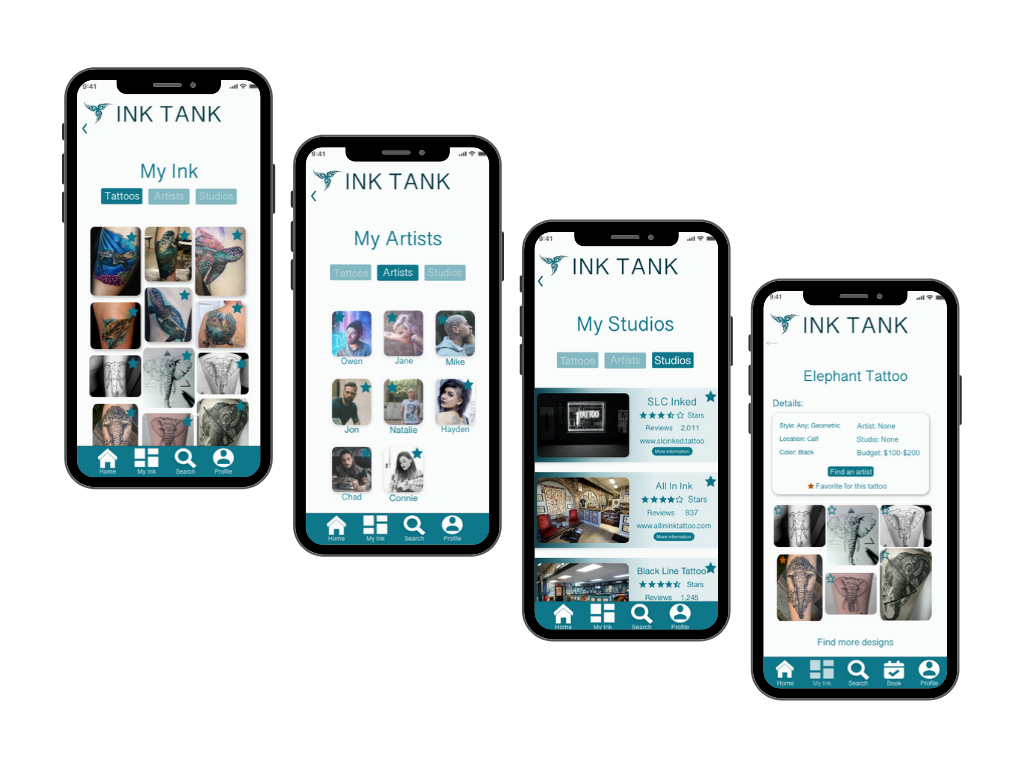 9:41
INK TANK
My Ink
Tattoos Artists Studios
Home My Ink Search Profile
9:41
INK TANK
My Artists
Tattoos Artists Studios
Owen Jane Mike
Jon Natalie Hayden
Chad Connie
Home My Ink Search Profile
9:41
INK TANK
My Studios
Tattoos Artists Studios
TATTOO
SLC Inked
Stars
Reviews 2,011
www.slcinked.tattoo
More information
All In Ink
Stars
Reviews 837
www.allininktattoo.com
More information
Black Line Tattoo
Stars
Reviews 1,245
Home My Ink Search Profile
9:41
INK TANK
Elephant Tattoo
Details:
Style: Any: Geometric Artist: None
Location: Calf Studio: None
Color: Black Budget: $100-$200
Find an artist
Favorite for this tattoo
Find more designs
Home My Ink Search Book Profile